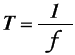 T = 1/f